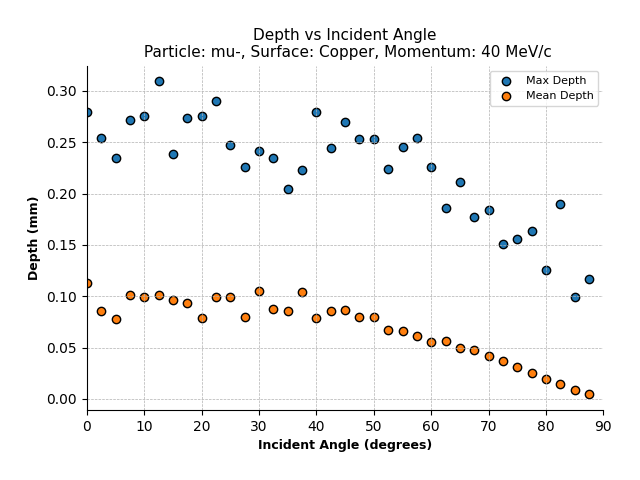 Depth vs Incident Angle
Particle: mu-, Surface: Copper, Momentum: 40 MeV/c
Max Depth
Mean Depth
Depth (mm)
0.30
0.25
0.20
0.15
0.10
0.05
0.00
0 10 20 30 40 50 60 70 80 90
Incident Angle (degrees)